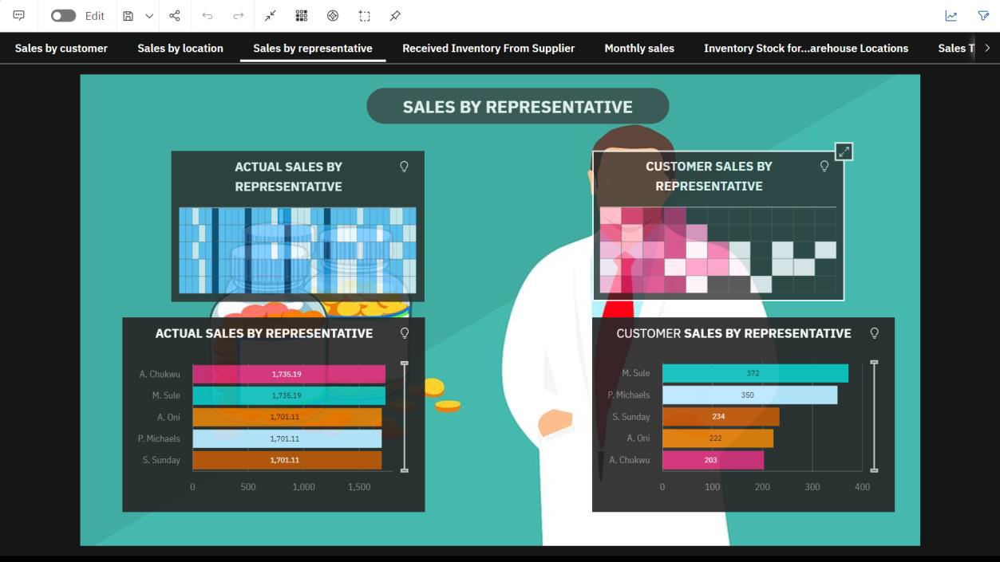 Edit
Sales by customer
Sales by location
Sales by representative
Received Inventory From Supplier
Monthly sales
Inventory Stock for...arehouse Locations
Sales T
SALES BY REPRESENTATIVE
ACTUAL SALES BY
REPRESENTATIVE
CUSTOMER SALES BY
REPRESENTATIVE
ACTUAL SALES BY REPRESENTATIVE
A. Chukwu 1,735.19
M. Sule 1,735.19
A. Oni 1,701.11
P. Michaels 1,701.11
S. Sunday 1,701.11
0 500 1,000 1,500
CUSTOMER SALES BY REPRESENTATIVE
M. Sule 372
P. Michaels 350
S. Sunday 234
A. Oni 222
A. Chukwu 203
0 100 200 300 400